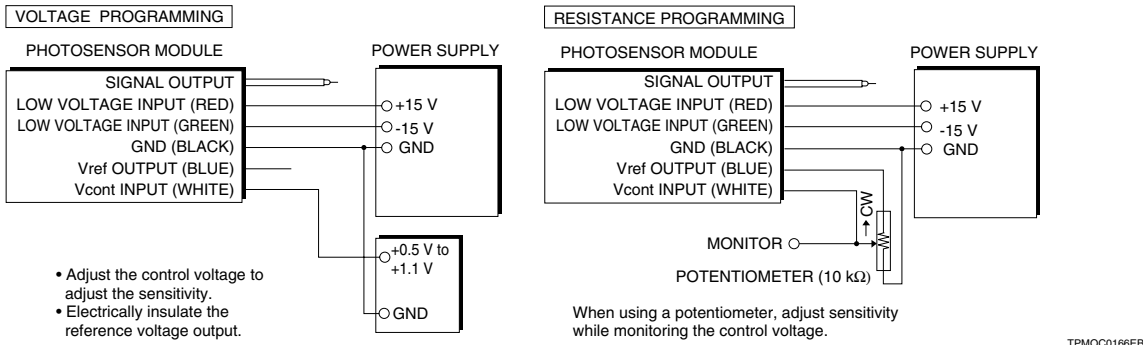 VOLTAGE PROGRAMMING
PHOTOSENSOR MODULE
POWER SUPPLY
SIGNAL OUTPUT
LOW VOLTAGE INPUT (RED)
LOW VOLTAGE INPUT (GREEN)
GND (BLACK)
Vref OUTPUT (BLUE)
Vcont INPUT (WHITE)
+15 V
-15 V
GND
+0.5 V to
+1.1 V
GND
• Adjust the control voltage to
adjust the sensitivity.
• Electrically insulate the
reference voltage output.
RESISTANCE PROGRAMMING
PHOTOSENSOR MODULE
POWER SUPPLY
SIGNAL OUTPUT
LOW VOLTAGE INPUT (RED)
LOW VOLTAGE INPUT (GREEN)
GND (BLACK)
Vref OUTPUT (BLUE)
Vcont INPUT (WHITE)
+15 V
-15 V
GND
CW
MONITOR
POTENTIOMETER (10 kΩ)
When using a potentiometer, adjust sensitivity
while monitoring the control voltage.
TPMOC0166EB